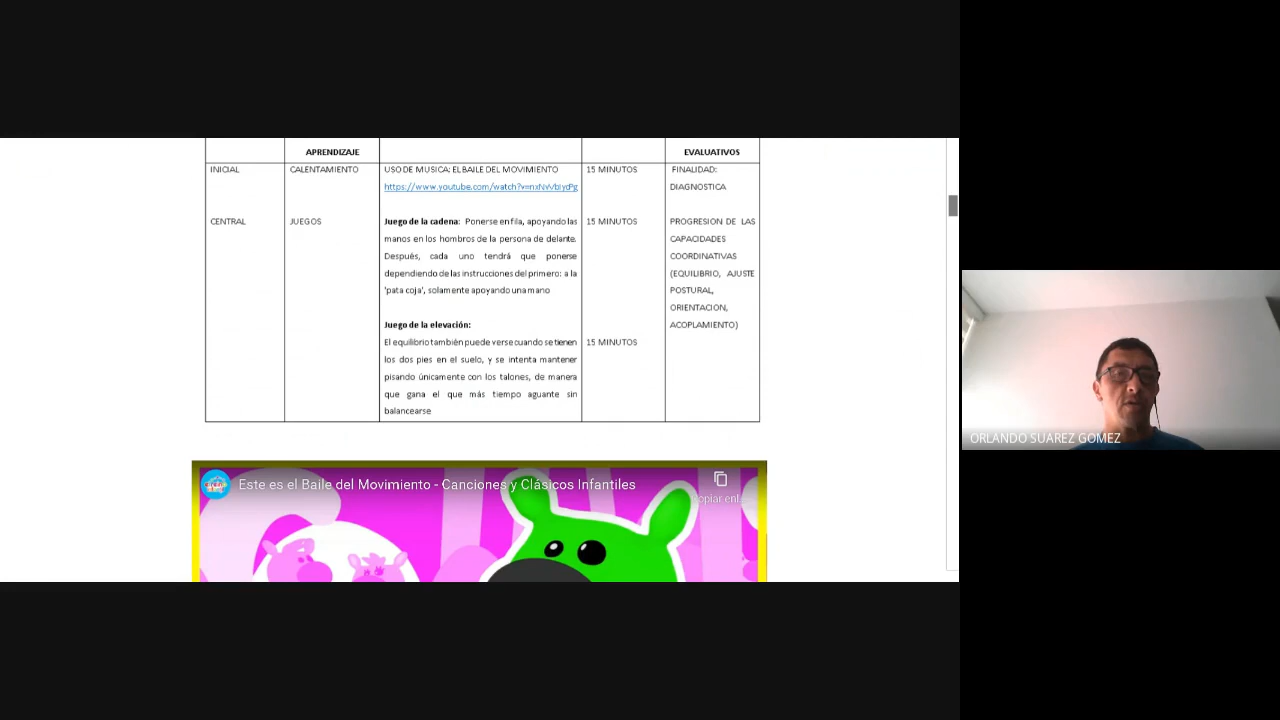 APRENDIZAJE EVALUATIVOS
INICIAL CALENTAMIENTO USO DE MUSICA: EL BAILE DEL MOVIMIENTO 15 MINUTOS FINALIDAD:
DIAGNOSTICA
CENTRAL JUEGOS Juego de la cadena: Ponerse en fila, apoyando las 15 MINUTOS PROGRESION DE LAS
manos en los hombros de la persona de delante. CAPACIDADES
Después, cada uno tendrá que ponerse COORDINATIVAS
dependiendo de las instrucciones del primero: a la (EQUILIBRIO, AJUSTE
'pata coja', solamente apoyando una mano POSTURAL,
ORIENTACION,
Juego de la elevación: ACOPLAMIENTO)
El equilibrio también puede verse cuando se tienen 15 MINUTOS
los dos pies en el suelo, y se intenta mantener
pisando únicamente con los talones, de manera
que gana el que más tiempo aguante sin
balancearse
Este es el Baile del Movimiento - Canciones y Clásicos Infantiles
ORLANDO SUAREZ GOMEZ